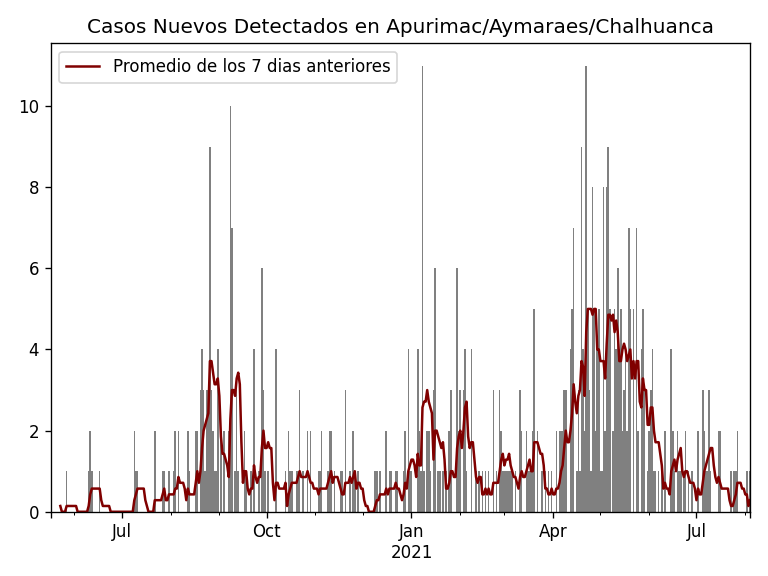 Casos Nuevos Detectados en Apurimac/Aymaraes/Chalhuanca
Promedio de los 7 dias anteriores
10
8
6
4
2
0
Jul
Oct
Jan
2021
Apr
Jul